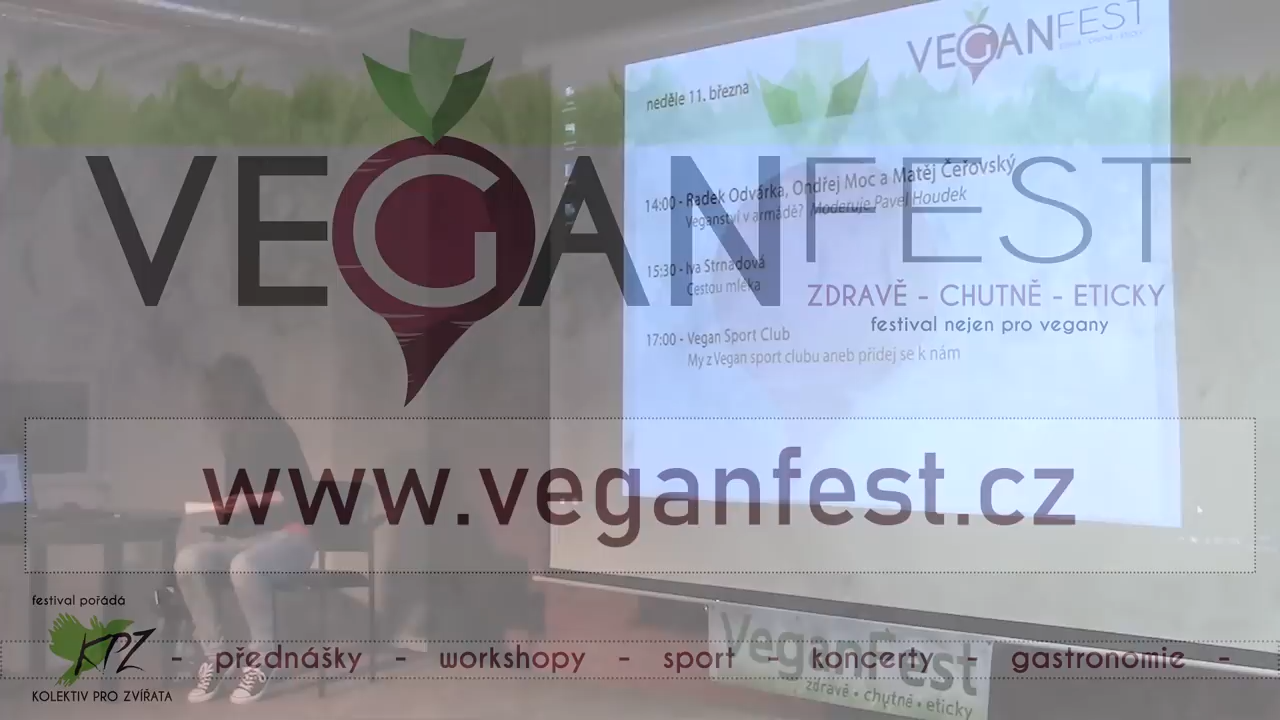 VEGANFEST
ZDRAVĚ - CHUTNĚ - ETICKY
festival nejen pro vegany
www.veganfest.cz
festival pořádá
KPZ
KOLEKTIV PRO ZVÍŘATA
- přednášky - workshopy - sport - koncerty - gastronomie -
VEGANFEST
neděle 11. března
14:00 - Radek Odvárka, Ondřej Moc a Matěj Čeřovský
Veganství v armádě? Moderuje Pavel Houdek
15:30 - Iva Strnadová
Cestou mléka
17:00 - Vegan Sport Club
My z Vegan sport clubu aneb přidej se k nám
VeganFest
zdravě • chutně • eticky